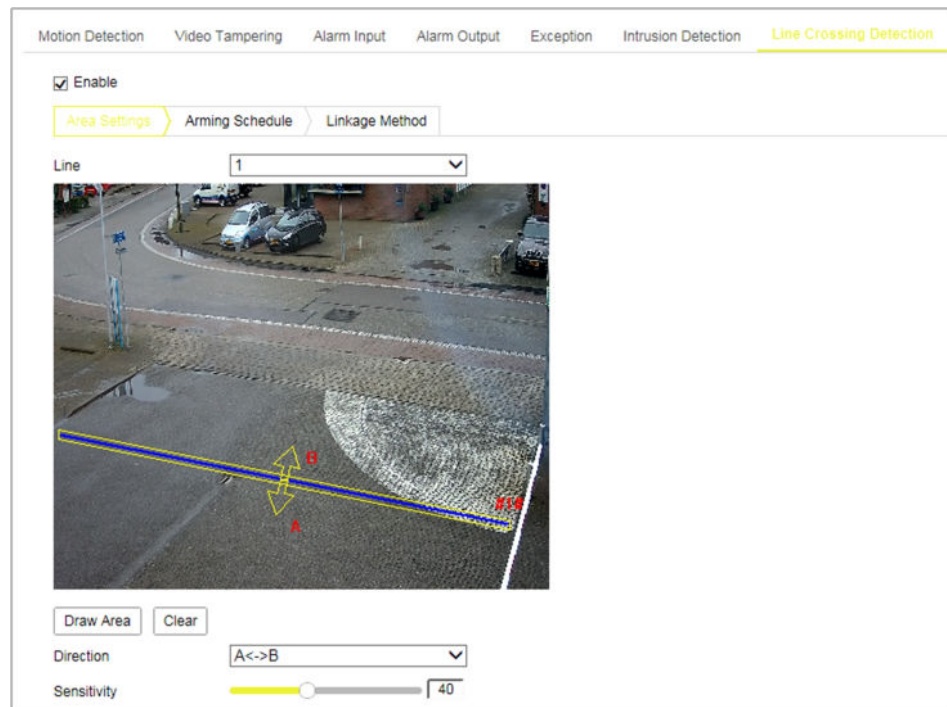 Motion Detection Video Tampering Alarm Input Alarm Output Exception Intrusion Detection Line Crossing Detection
Enable
Area Settings Arming Schedule Linkage Method
Line 1
B
#1#
A
Draw Area Clear
Direction A<->B
Sensitivity 40